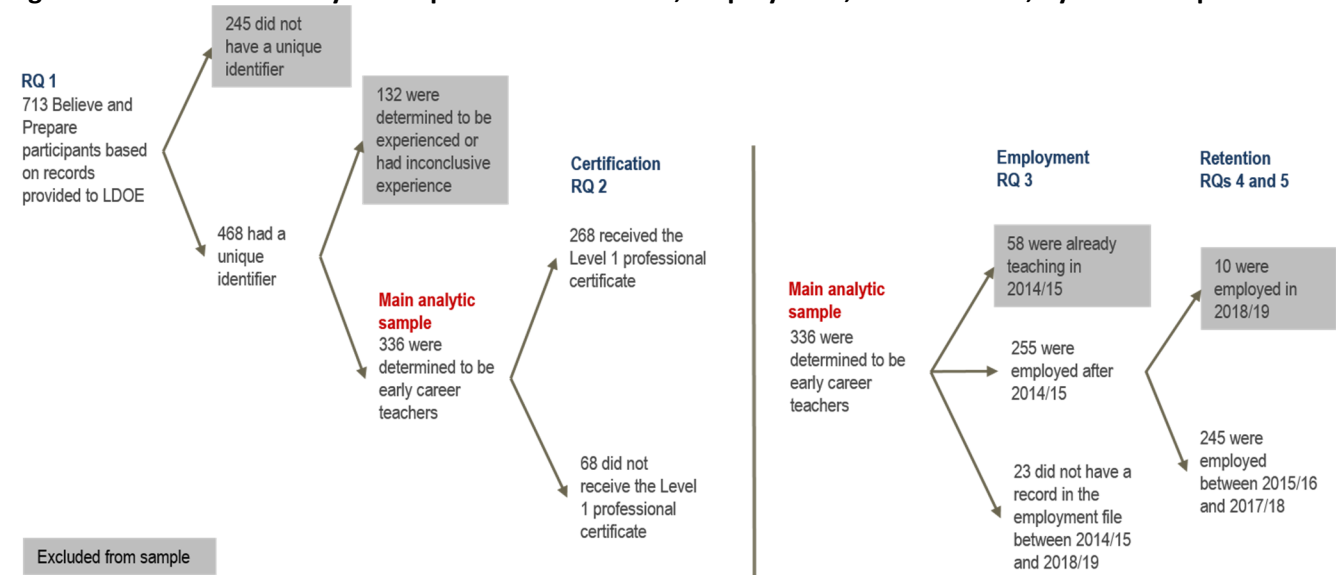 RQ 1
713 Believe and
Prepare
participants based
on records
provided to LDOE
245 did not
have a unique
identifier
468 had a
unique
identifier
132 were
determined to be
experienced or
had inconclusive
experience
Main analytic
sample
336 were
determined to be
early career
teachers
Certification
RQ 2
268 received the
Level 1 professional
certificate
68 did not
receive the Level
1 professional
certificate
Main analytic
sample
336 were
determined to be
early career
teachers
Employment
RQ 3
58 were already
teaching in
2014/15
255 were
employed after
2014/15
23 did not have a
record in the
employment file
between 2014/15
and 2018/19
Retention
RQs 4 and 5
10 were
employed in
2018/19
245 were
employed
between 2015/16
and 2017/18
Excluded from sample